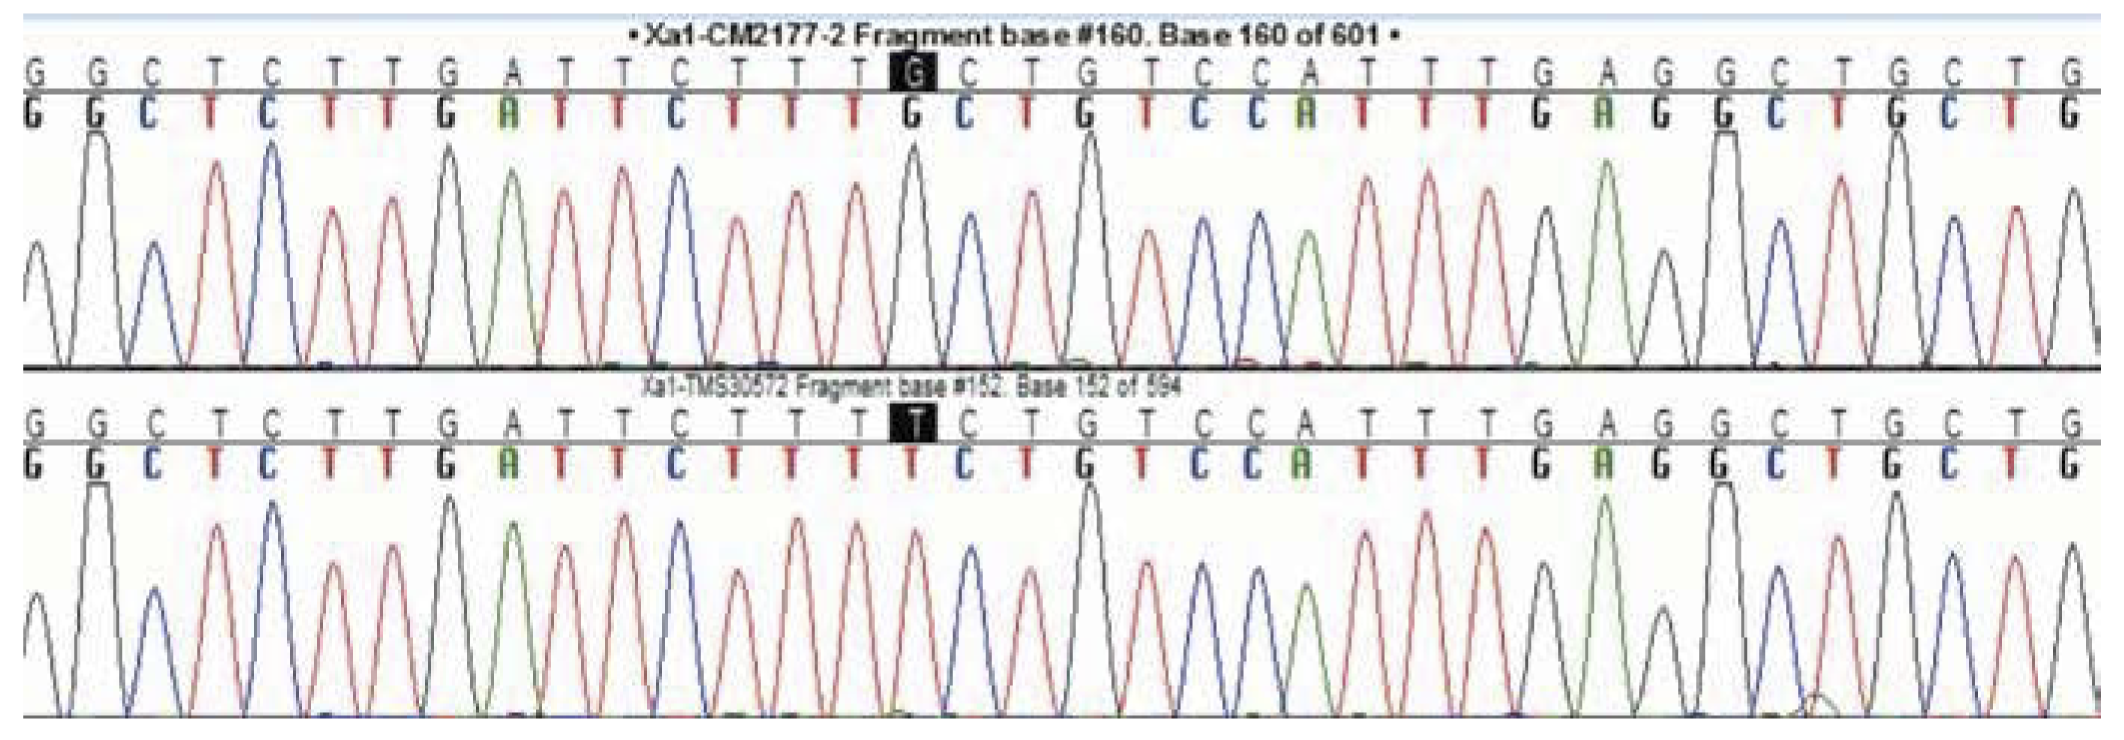 •Xa1-CM2177-2 Fragment base #160. Base 160 of 601 •
G G C T C T T G A T T C T T T G C T G T C C A T T T G A G G C T G C T G
G G C T C T T G A T T C T T T G C T G T C C A T T T G A G G C T G C T G
Xa1-TMS30572 Fragment base #152. Base 152 of 594
G G C T C T T G A T T C T T T T C T G T C C A T T T G A G G C T G C T G
G G C T C T T G A T T C T T T T C T G T C C A T T T G A G G C T G C T G